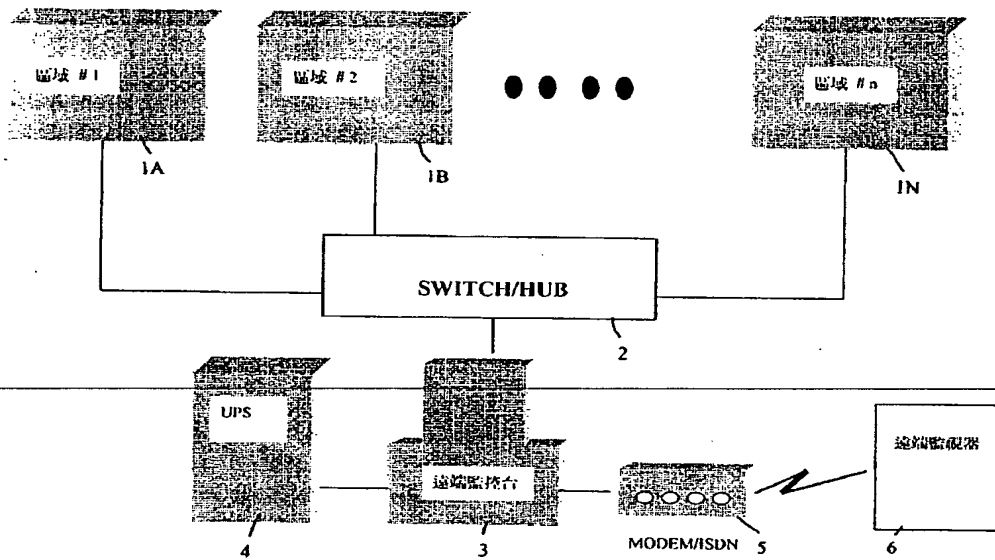 區域 #1
區域 #2
區域 #n
1A
1B
1N
SWITCH/HUB
2
UPS
遠端監控台
遠端監視器
4
3
MODEM/ISDN
5
6